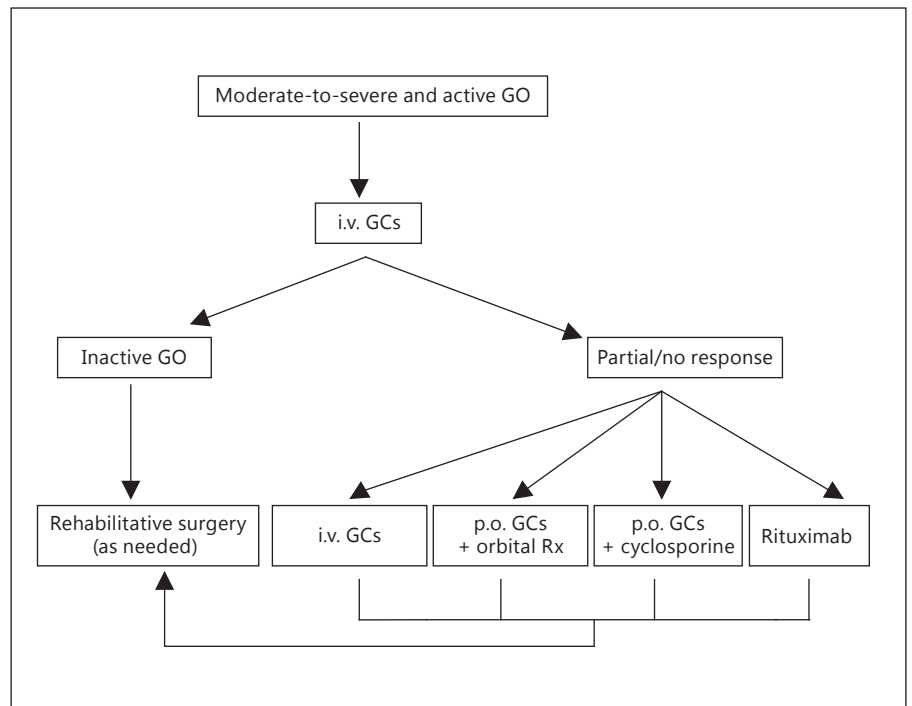 Moderate-to-severe and active GO
i.v. GCs
Inactive GO
Partial/no response
Rehabilitative surgery
(as needed)
i.v. GCs
p.o. GCs
+ orbital Rx
p.o. GCs
+ cyclosporine
Rituximab